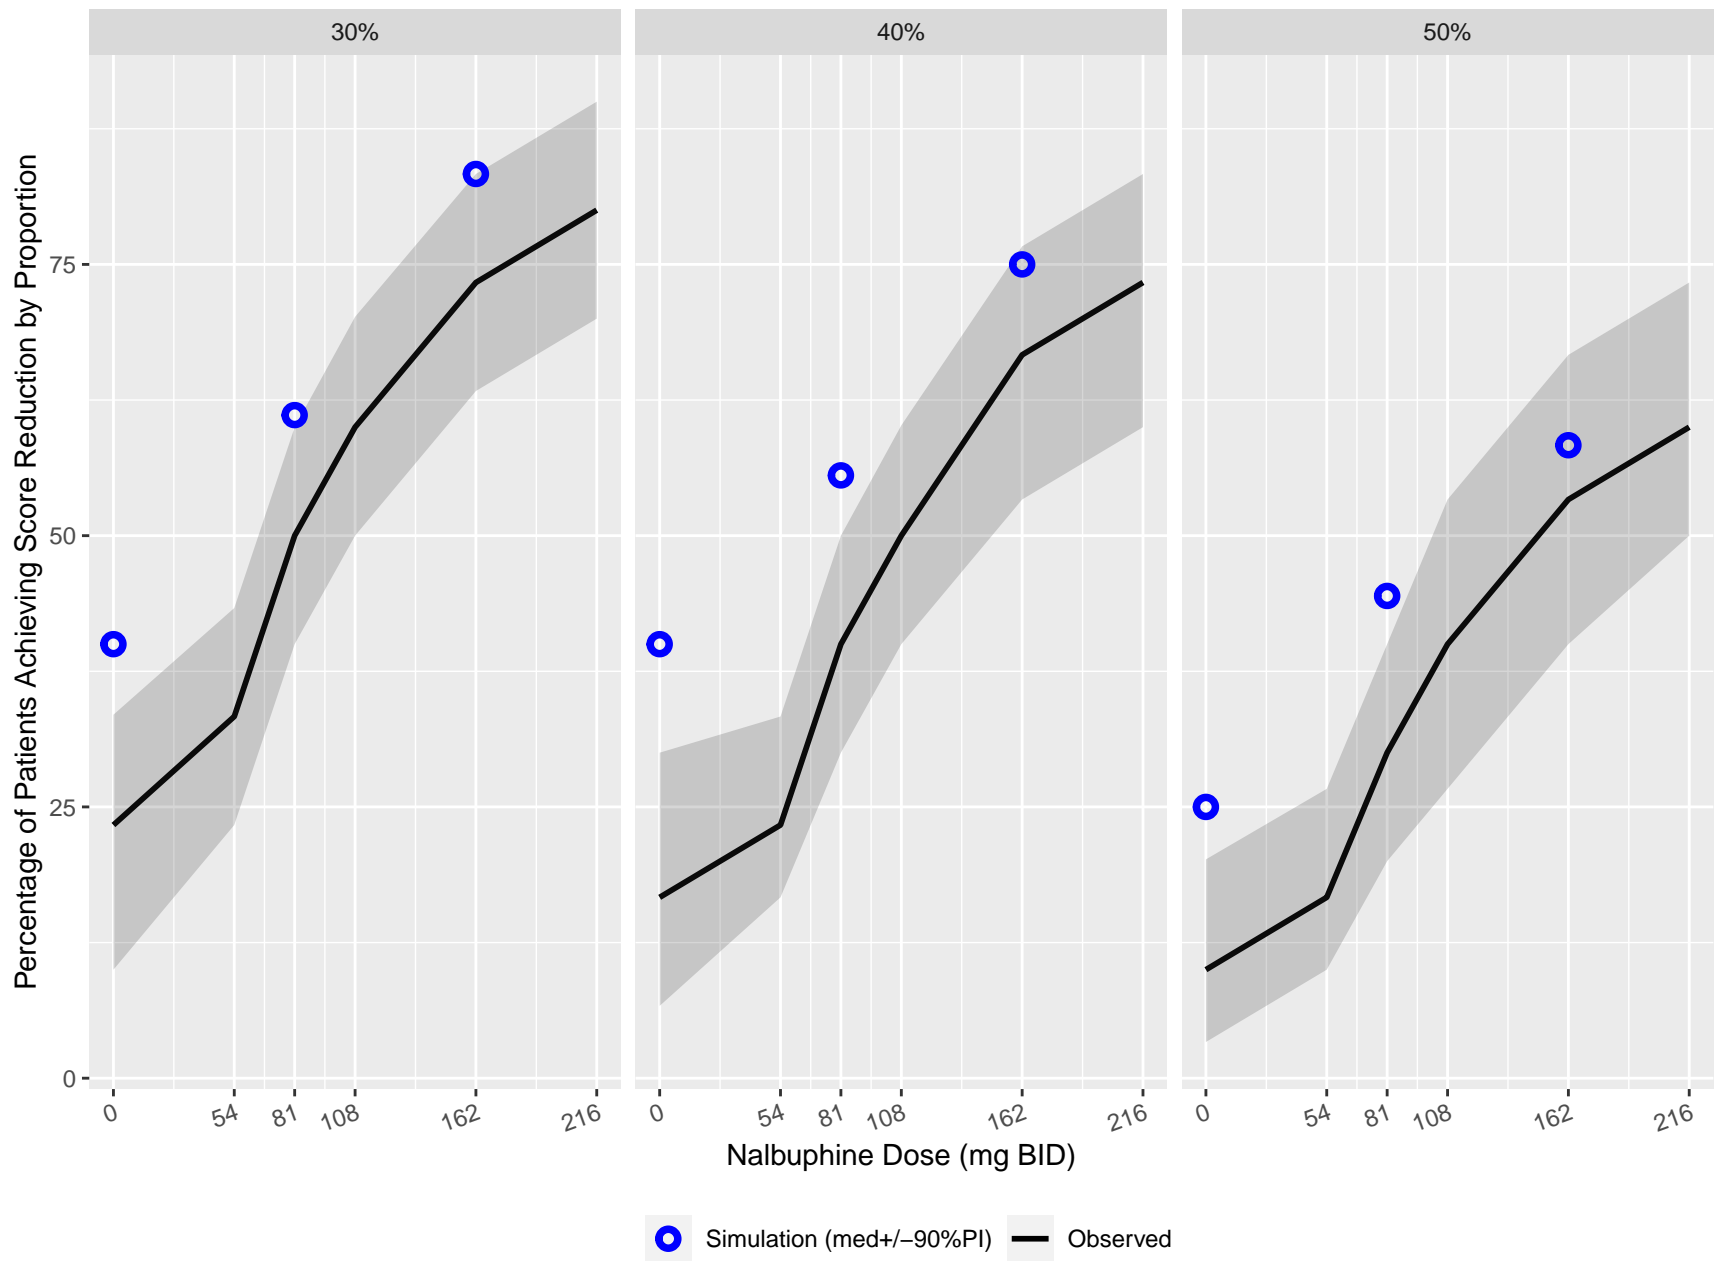 30%
40%
50%
Percentage of Patients Achieving Score Reduction by Proportion
75
50
25
0
0 54 81 108 162 216
0 54 81 108 162 216
0 54 81 108 162 216
Nalbuphine Dose (mg BID)
Simulation (med+/−90%PI)
Observed